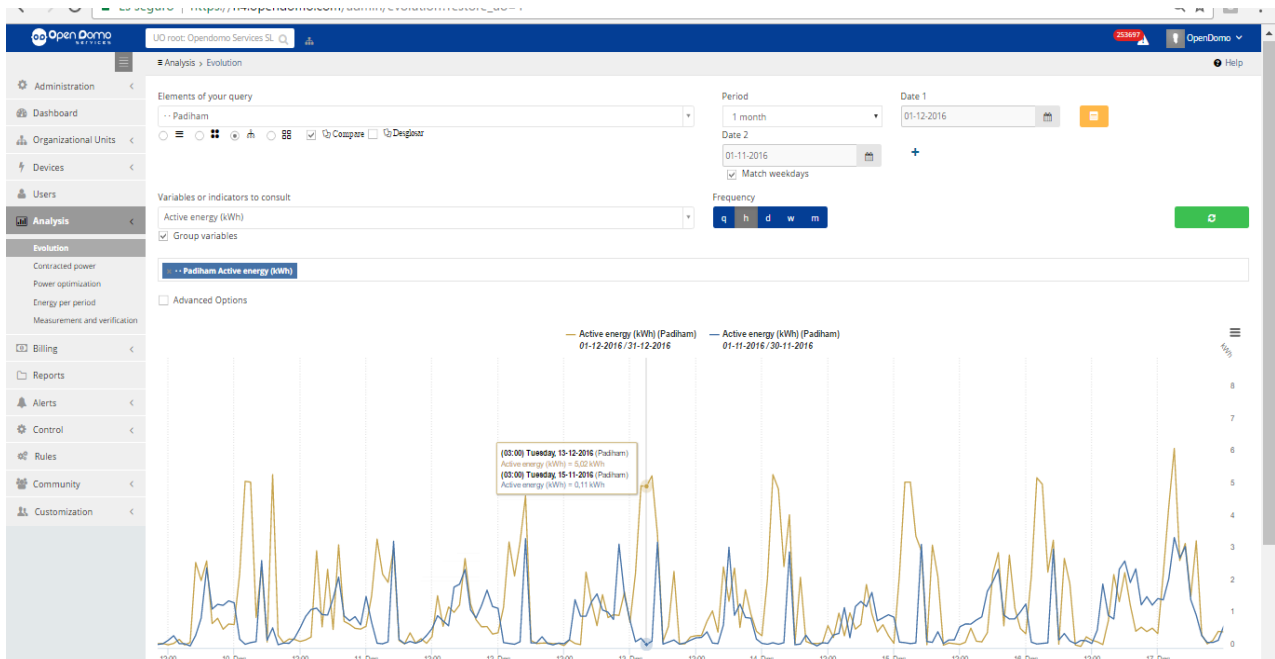 Es seguro | https://n4.opendomo.com/admin/evolution?restore_uo=1
Open Domo
SERVICES
UO root: Opendomo Services SL
253697
OpenDomo
Analysis > Evolution
Help
Administration
Dashboard
Organizational Units
Devices
Users
Analysis
Evolution
Contracted power
Power optimization
Energy per period
Measurement and verification
Billing
Reports
Alerts
Control
Rules
Community
Customization
Elements of your query
·· Padiham
Compare
Desglosar
Period
1 month
Date 1
01-12-2016
Date 2
01-11-2016
+
Match weekdays
Variables or indicators to consult
Active energy (kWh)
Group variables
Frequency
q h d w m
× ·· Padiham Active energy (kWh)
Advanced Options
Active energy (kWh) (Padiham)
01-12-2016/31-12-2016
Active energy (kWh) (Padiham)
01-11-2016/30-11-2016
kWh
8
7
6
5
4
3
2
1
0
(03:00) Tuesday, 13-12-2016 (Padiham)
Active energy (kWh) = 5,02 kWh
(03:00) Tuesday, 15-11-2016 (Padiham)
Active energy (kWh) = 0,11 kWh
12:00 10. Dec 12:00 11. Dec 12:00 12. Dec 12:00 13. Dec 12:00 14. Dec 12:00 15. Dec 12:00 16. Dec 12:00 17. Dec